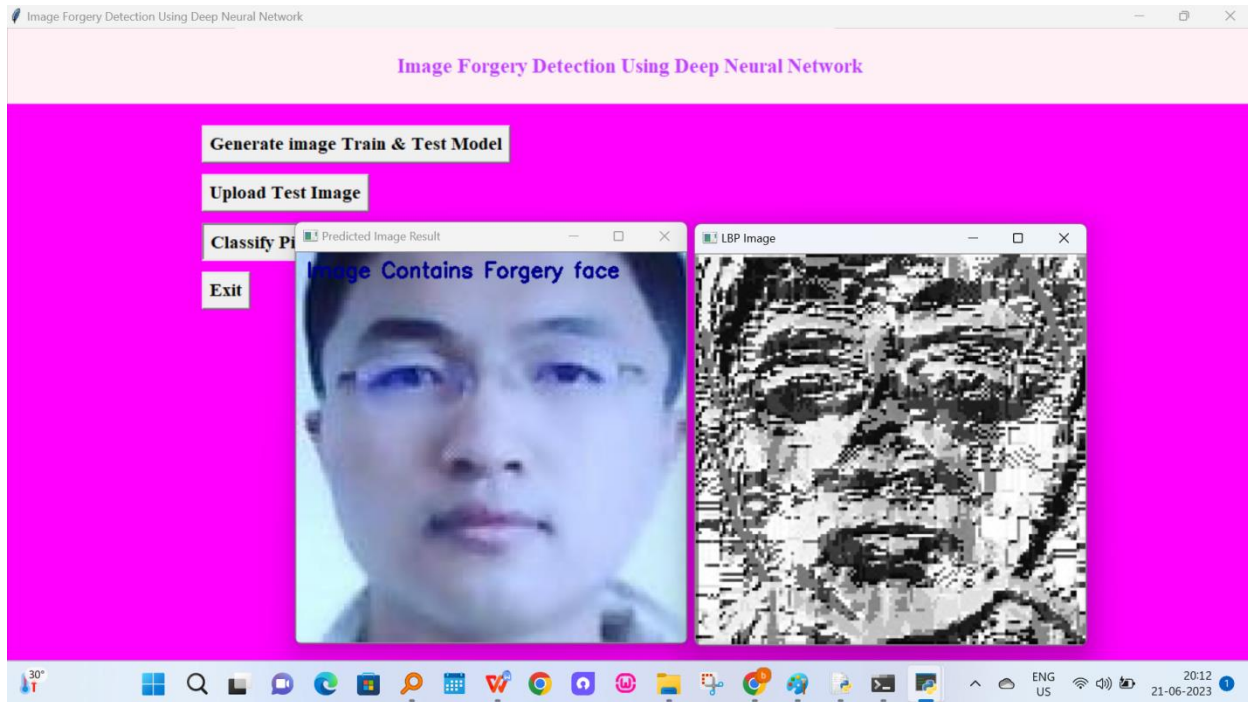 Image Forgery Detection Using Deep Neural Network
Image Forgery Detection Using Deep Neural Network
Generate image Train & Test Model
Upload Test Image
Classify Pi
Predicted Image Result
LBP Image
Image Contains Forgery face
Exit
30°
ENG
US
20:12
21-06-2023
1